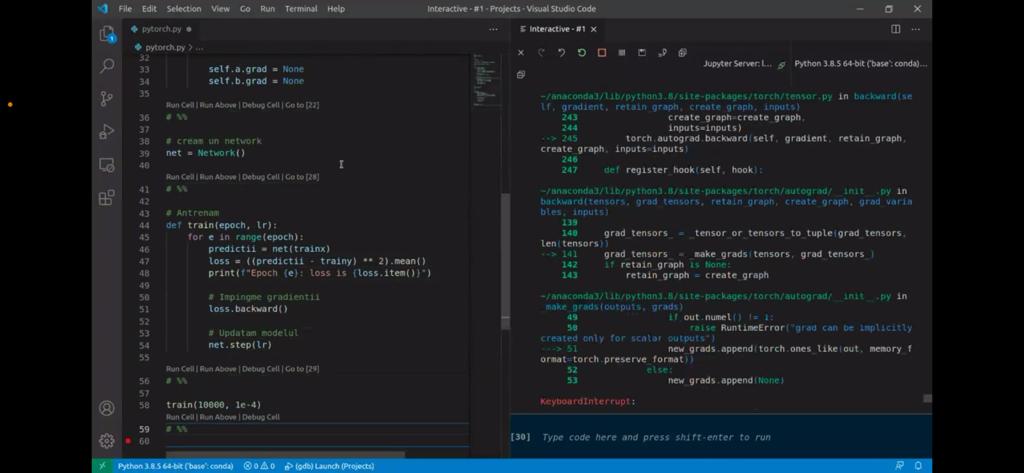 File Edit Selection View Go Run Terminal Help
Interactive - #1 - Projects - Visual Studio Code
pytorch.py
pytorch.py > ...
32
33 self.a.grad = None
34 self.b.grad = None
35
Run Cell | Run Above | Debug Cell | Go to [22]
36 # %%
37
38 # cream un network
39 net = Network()
40
Run Cell | Run Above | Debug Cell | Go to [28]
41 # %%
42
43 # Antrenam
44 def train(epoch, lr):
45 for e in range(epoch):
46 predictii = net(trainx)
47 loss = ((predictii - trainy) ** 2).mean()
48 print(f"Epoch {e}: loss is {loss.item()}")
49
50 # Impingme gradientii
51 loss.backward()
52
53 # Updatam modelul
54 net.step(lr)
55
Run Cell | Run Above | Debug Cell | Go to [29]
56 # %%
57
58 train(10000, 1e-4)
Run Cell | Run Above | Debug Cell
59 # %%
60
Interactive - #1
Jupyter Server: l...
Python 3.8.5 64-bit ('base': conda)...
~/anaconda3/lib/python3.8/site-packages/torch/tensor.py in backward(se
lf, gradient, retain_graph, create_graph, inputs)
243 create_graph=create_graph,
244 inputs=inputs)
--> 245 torch.autograd.backward(self, gradient, retain_graph,
create_graph, inputs=inputs)
246
247 def register_hook(self, hook):
~/anaconda3/lib/python3.8/site-packages/torch/autograd/__init__.py in
backward(tensors, grad_tensors, retain_graph, create_graph, grad_varia
bles, inputs)
139
140 grad_tensors_ = _tensor_or_tensors_to_tuple(grad_tensors,
len(tensors))
--> 141 grad_tensors_ = _make_grads(tensors, grad_tensors_)
142 if retain_graph is None:
143 retain_graph = create_graph
~/anaconda3/lib/python3.8/site-packages/torch/autograd/__init__.py in
_make_grads(outputs, grads)
49 if out.numel() != 1:
50 raise RuntimeError("grad can be implicitly
created only for scalar outputs")
---> 51 new_grads.append(torch.ones_like(out, memory_f
ormat=torch.preserve_format))
52 else:
53 new_grads.append(None)
KeyboardInterrupt:
[30] Type code here and press shift-enter to run
Python 3.8.5 64-bit ('base': conda) 0 0 (gdb) Launch (Projects)